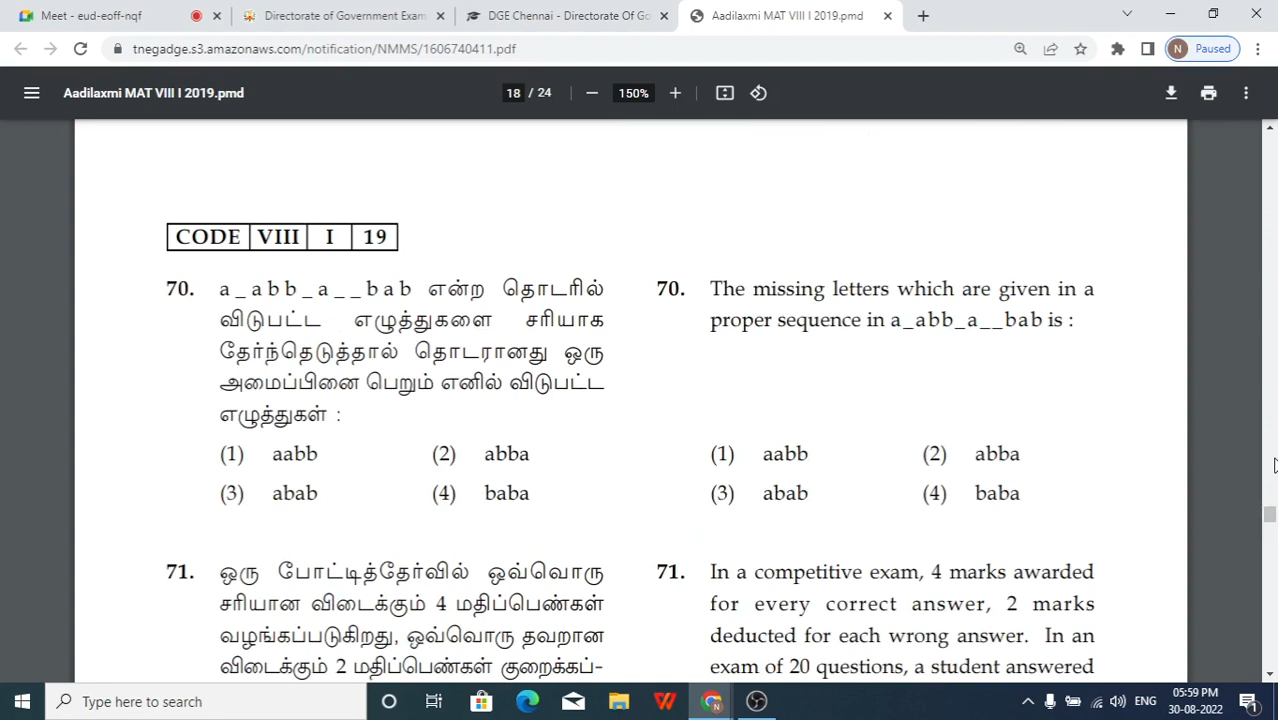 Meet - eud-eoff-nqf
Directorate of Government Exam
DGE Chennai - Directorate Of Go
Aadilaxmi MAT VIII I 2019.pmd
tnegadge.s3.amazonaws.com/notification/NMMS/1606740411.pdf
N Paused
Aadilaxmi MAT VIII I 2019.pmd
18 / 24
150%
CODE VIII I 19
70. a _ a b b _ a _ _ b a b என்ற தொடரில்
விடுபட்ட எழுத்துகளை சரியாக
தேர்ந்தெடுத்தால் தொடரானது ஒரு
அமைப்பினை பெறும் எனில் விடுபட்ட
எழுத்துகள் :
(1) aabb (2) abba
(3) abab (4) baba
71. ஒரு போட்டித்தேர்வில் ஒவ்வொரு
சரியான விடைக்கும் 4 மதிப்பெண்கள்
வழங்கப்படுகிறது, ஒவ்வொரு தவறான
விடைக்கும் 2 மதிப்பெண்கள் குறைக்கப்-
70. The missing letters which are given in a
proper sequence in a_abb_a__bab is :
(1) aabb (2) abba
(3) abab (4) baba
71. In a competitive exam, 4 marks awarded
for every correct answer, 2 marks
deducted for each wrong answer. In an
exam of 20 questions, a student answered
Type here to search
ENG
05:59 PM
30-08-2022
1